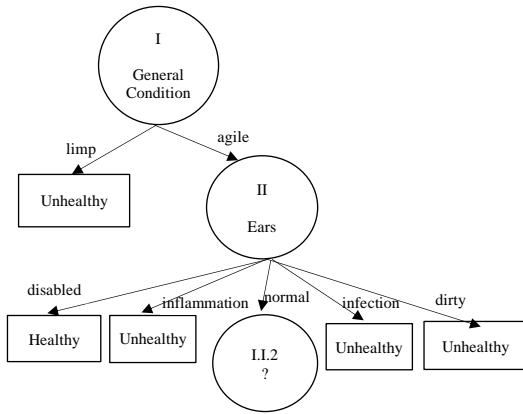 I
General
Condition
limp
agile
Unhealthy
II
Ears
disabled
inflammation
normal
infection
dirty
Healthy
Unhealthy
I.I.2
?
Unhealthy
Unhealthy